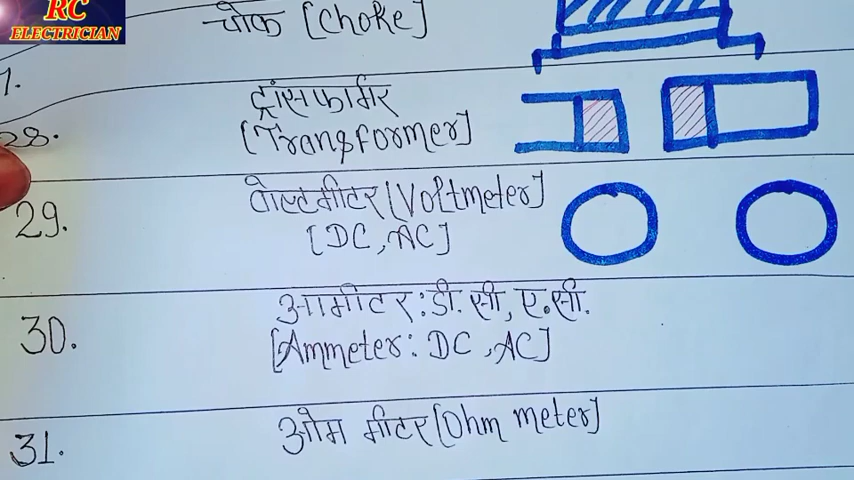 RC
ELECTRICIAN
चोक [Choke]
28.
ट्रांसफार्मर
[Transformer]
29.
वोल्टमीटर [Voltmeter]
[DC, AC]
30.
आमीटर: डी. सी, ए.सी.
[Ammeter: DC, AC]
31.
ओम मीटर [Ohm meter]